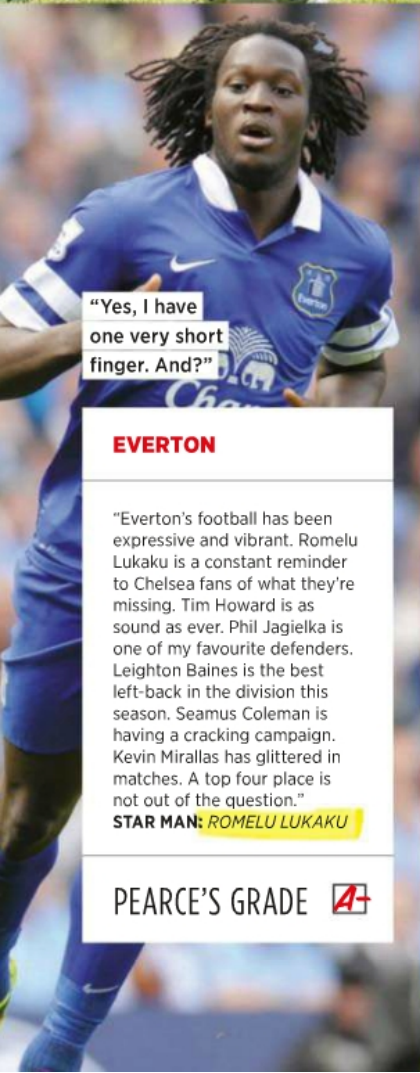 Everton
“Yes, I have
one very short
finger. And?”
Cha
EVERTON
“Everton’s football has been
expressive and vibrant. Romelu
Lukaku is a constant reminder
to Chelsea fans of what they’re
missing. Tim Howard is as
sound as ever. Phil Jagielka is
one of my favourite defenders.
Leighton Baines is the best
left-back in the division this
season. Seamus Coleman is
having a cracking campaign.
Kevin Mirallas has glittered in
matches. A top four place is
not out of the question.”
STAR MAN: ROMELU LUKAKU
PEARCE’S GRADE A-